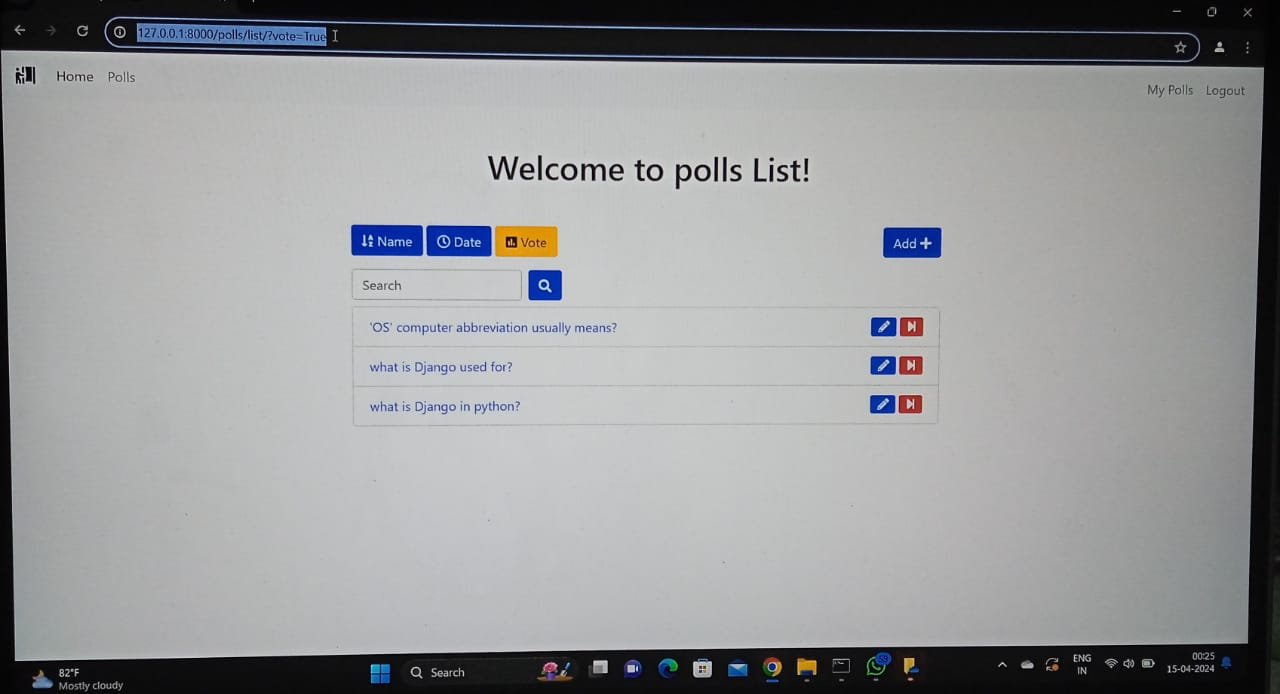 127.0.0.1:8000/polls/list/?vote=True
Home Polls
My Polls Logout
Welcome to polls List!
Name Date Vote Add
Search
'OS' computer abbreviation usually means?
what is Django used for?
what is Django in python?
82°F
Mostly cloudy
Search
ENG
IN
00:25
15-04-2024